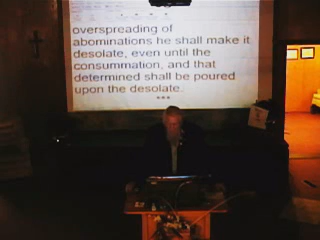 overspreading of
abominations he shall make it
desolate, even until the
consummation, and that
determined shall be poured
upon the desolate.
***